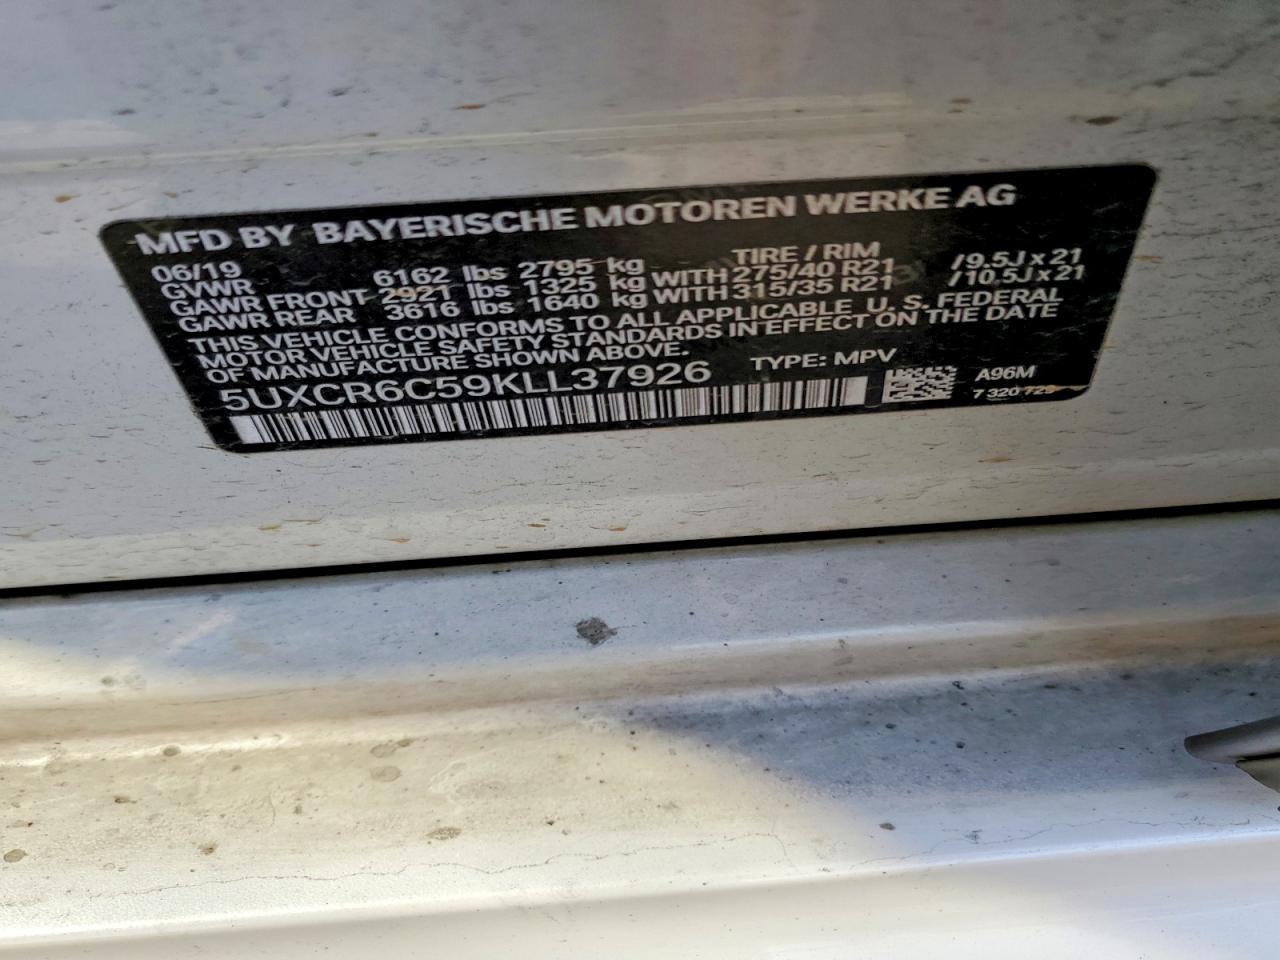 MFD BY BAYERISCHE MOTOREN WERKE AG
06/19 TIRE / RIM
GVWR 6162 lbs 2795 kg
GAWR FRONT 2921 lbs 1325 kg WITH 275/40 R21 /9.5J x 21
GAWR REAR 3616 lbs 1640 kg WITH 315/35 R21 /10.5J x 21
THIS VEHICLE CONFORMS TO ALL APPLICABLE U. S. FEDERAL
MOTOR VEHICLE SAFETY STANDARDS IN EFFECT ON THE DATE
OF MANUFACTURE SHOWN ABOVE.
5UXCR6C59KLL37926 TYPE: MPV
A96M
7 320 726